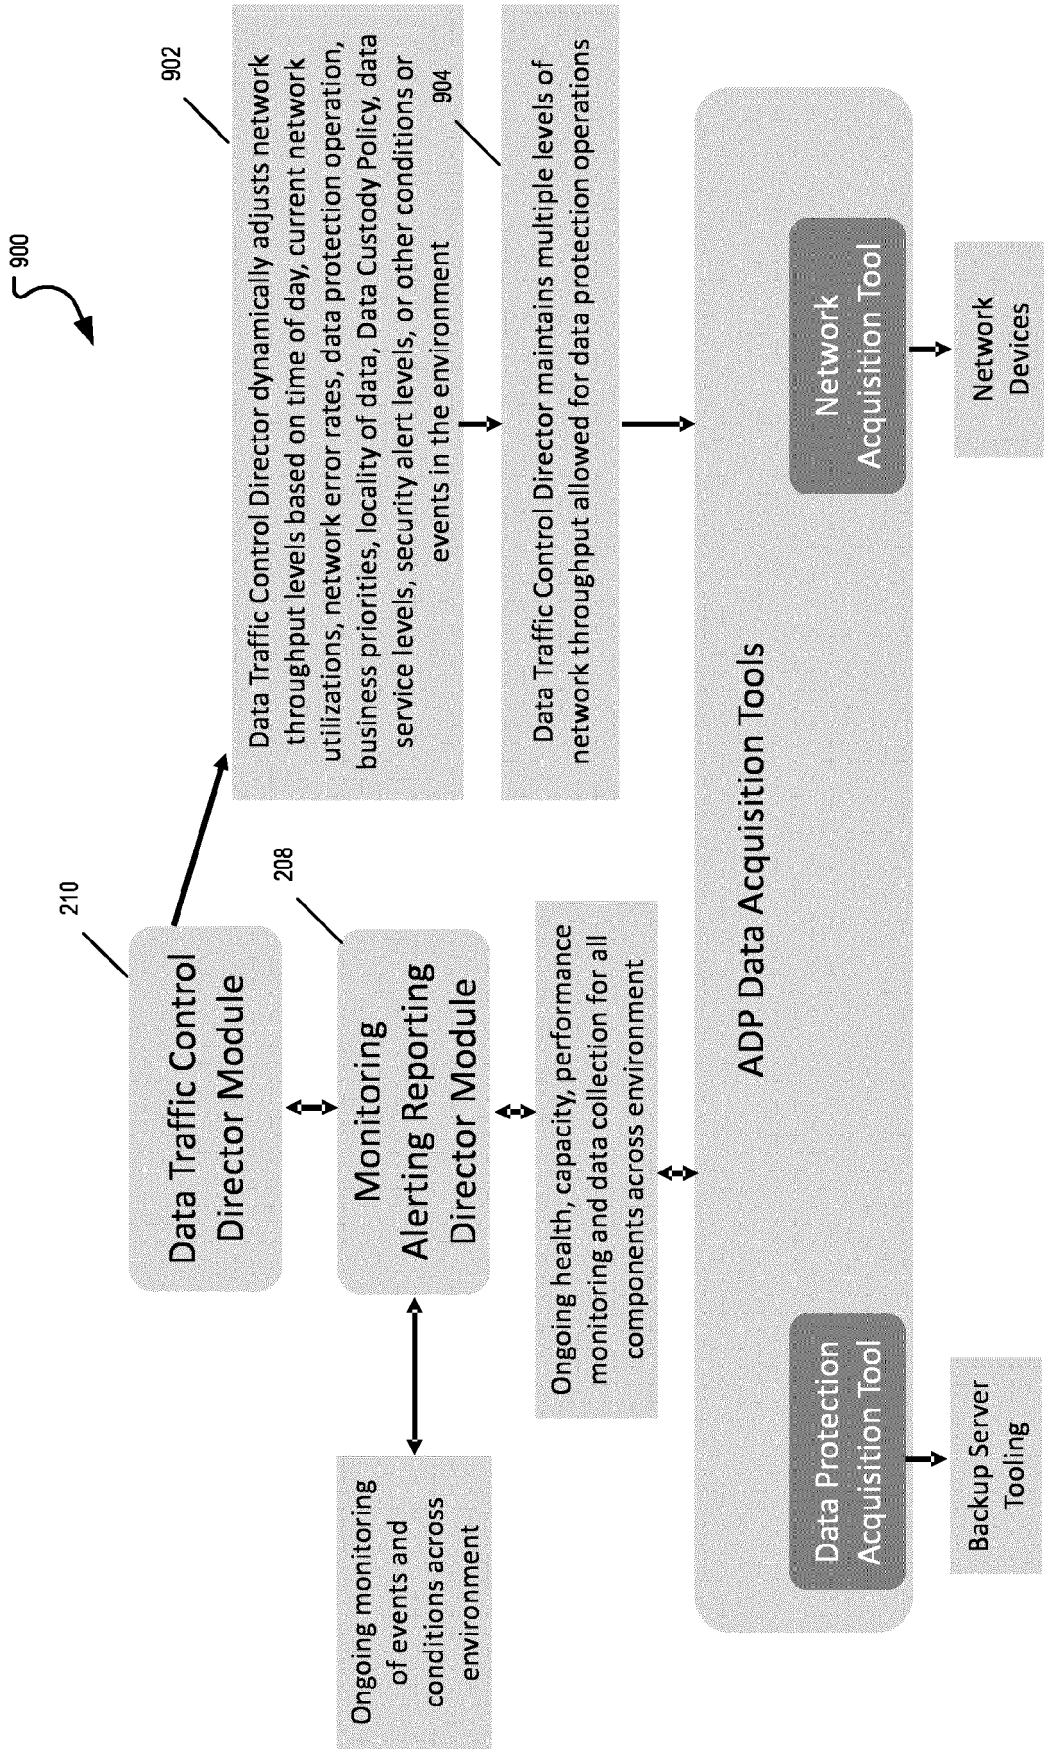 900
210
Data Traffic Control
Director Module
902
Data Traffic Control Director dynamically adjusts network
throughput levels based on time of day, current network
utilizations, network error rates, data protection operation,
business priorities, locality of data, Data Custody Policy, data
service levels, security alert levels, or other conditions or
events in the environment
208
Monitoring
Alerting Reporting
Director Module
Ongoing monitoring
of events and
conditions across
environment
904
Data Traffic Control Director maintains multiple levels of
network throughput allowed for data protection operations
Ongoing health, capacity, performance
monitoring and data collection for all
components across environment
ADP Data Acquisition Tools
Data Protection
Acquisition Tool
Network
Acquisition Tool
Backup Server
Tooling
Network
Devices